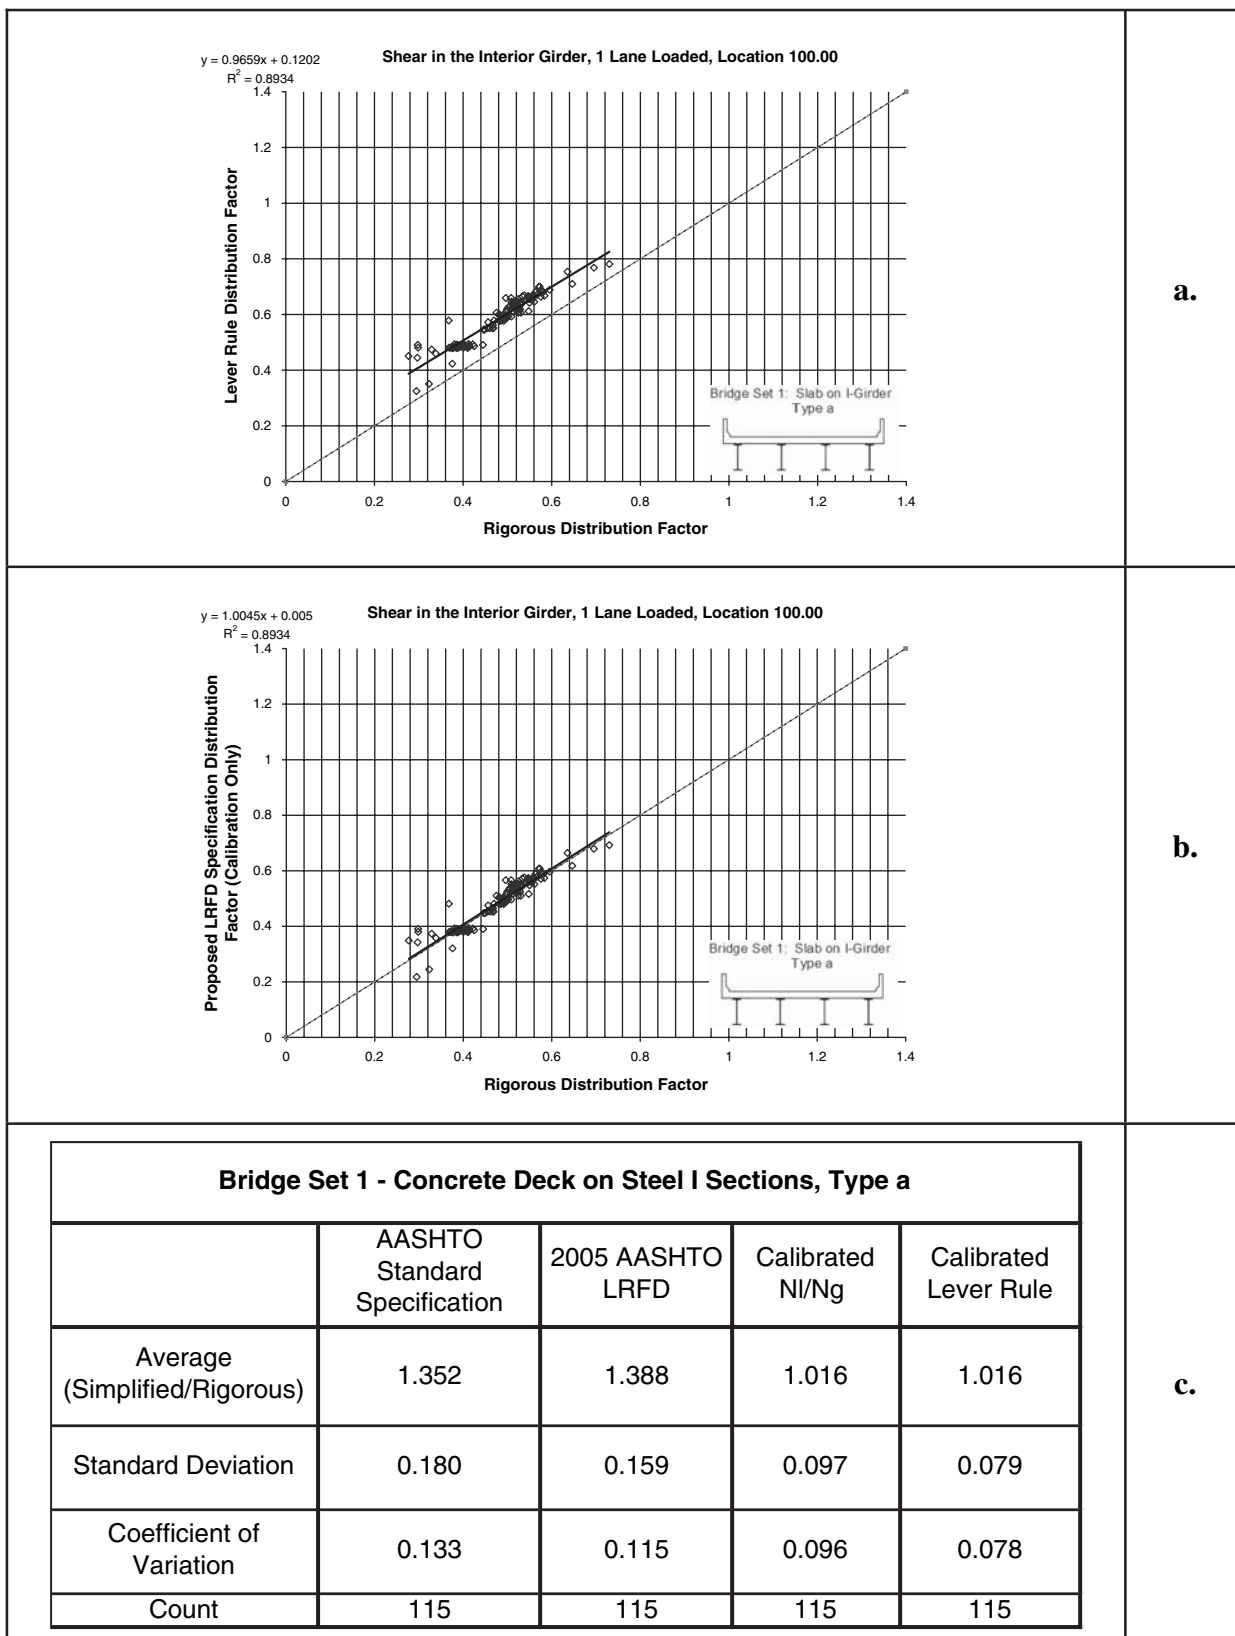 y = 0.9659x + 0.1202
R² = 0.8934
Shear in the Interior Girder, 1 Lane Loaded, Location 100.00
1.4
1.2
1
0.8
0.6
0.4
0.2
0
Lever Rule Distribution Factor
0 0.2 0.4 0.6 0.8 1 1.2 1.4
Rigorous Distribution Factor
Bridge Set 1: Slab on I-Girder
Type a
a.
y = 1.0045x + 0.005
R² = 0.8934
Shear in the Interior Girder, 1 Lane Loaded, Location 100.00
1.4
1.2
1
0.8
0.6
0.4
0.2
0
Proposed LRFD Specification Distribution
Factor (Calibration Only)
0 0.2 0.4 0.6 0.8 1 1.2 1.4
Rigorous Distribution Factor
Bridge Set 1: Slab on I-Girder
Type a
b.
Bridge Set 1 - Concrete Deck on Steel I Sections, Type a
AASHTO
Standard
Specification
2005 AASHTO
LRFD
Calibrated
Nl/Ng
Calibrated
Lever Rule
Average
(Simplified/Rigorous)
1.352 1.388 1.016 1.016
Standard Deviation 0.180 0.159 0.097 0.079
Coefficient of
Variation
0.133 0.115 0.096 0.078
Count 115 115 115 115
c.